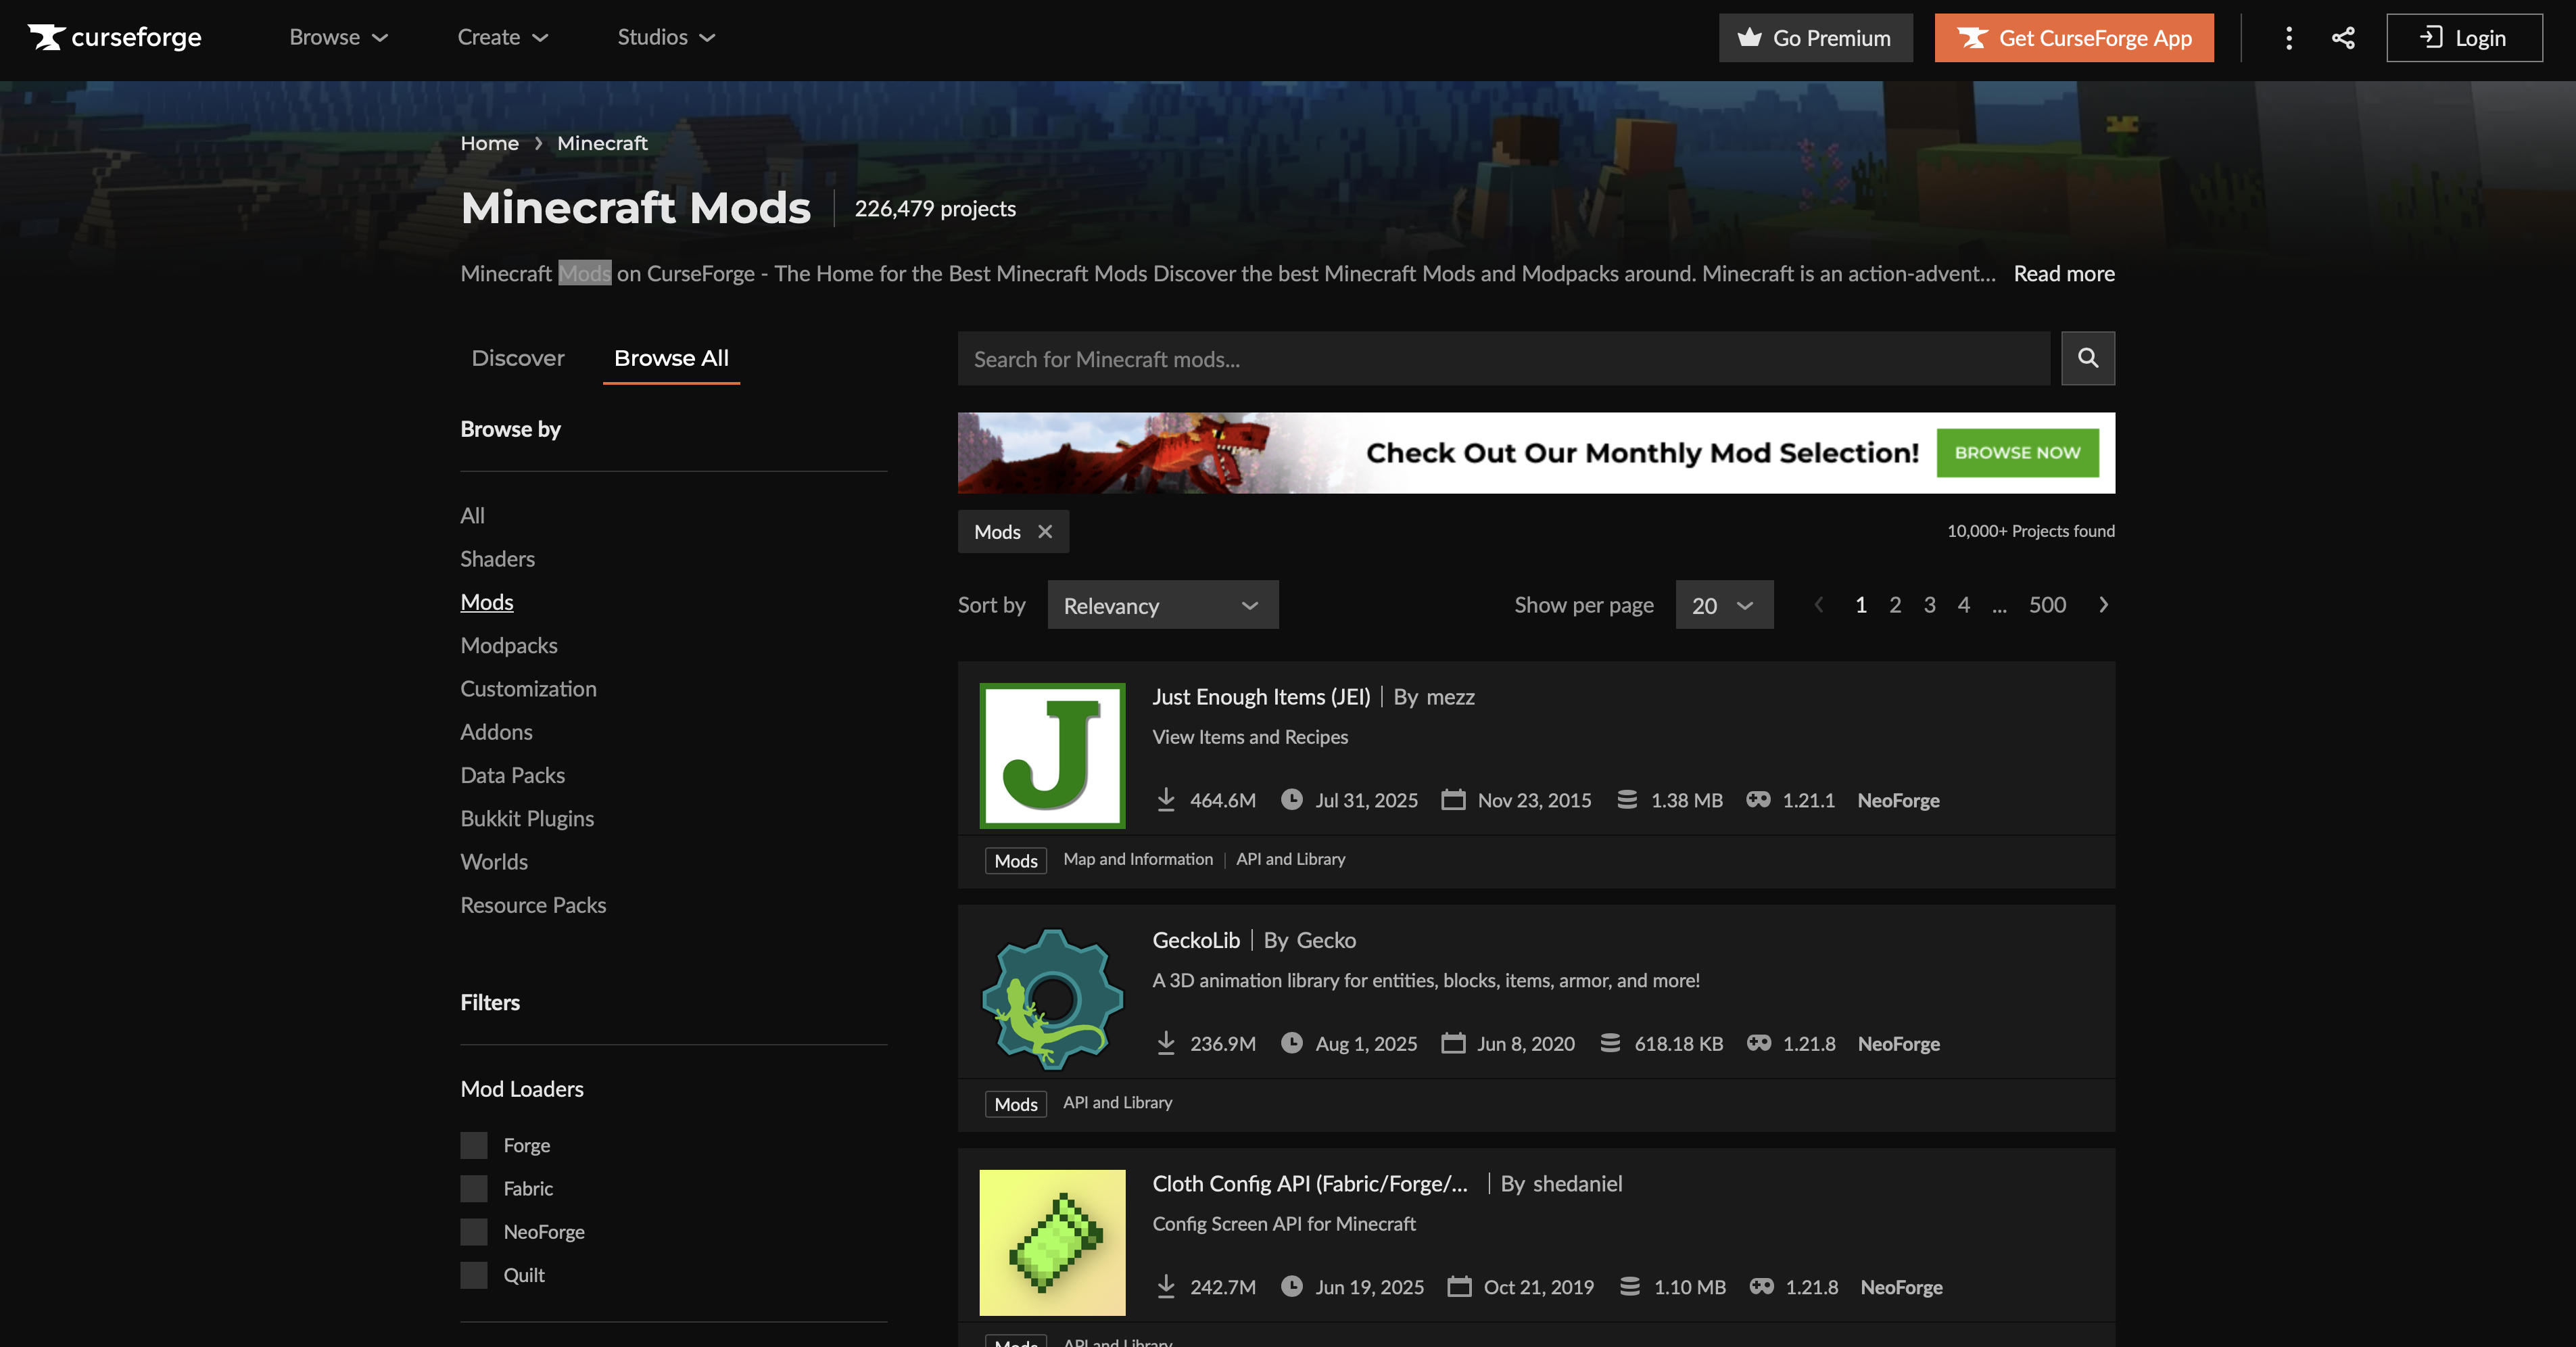 curseforge
Browse
Create
Studios
Go Premium
Get CurseForge App
Login
Home > Minecraft
Minecraft Mods
226,479 projects
Minecraft Mods on CurseForge - The Home for the Best Minecraft Mods Discover the best Minecraft Mods and Modpacks around. Minecraft is an action-advent...
Read more
Discover
Browse All
Browse by
All
Shaders
Mods
Modpacks
Customization
Addons
Data Packs
Bukkit Plugins
Worlds
Resource Packs
Filters
Mod Loaders
Forge
Fabric
NeoForge
Quilt
Search for Minecraft mods...
Check Out Our Monthly Mod Selection!
BROWSE NOW
Mods
10,000+ Projects found
Sort by
Relevancy
Show per page
20
1 2 3 4 ... 500
J
Just Enough Items (JEI) | By mezz
View Items and Recipes
464.6M Jul 31, 2025 Nov 23, 2015 1.38 MB 1.21.1 NeoForge
Mods Map and Information | API and Library
GeckoLib | By Gecko
A 3D animation library for entities, blocks, items, armor, and more!
236.9M Aug 1, 2025 Jun 8, 2020 618.18 KB 1.21.8 NeoForge
Mods API and Library
Cloth Config API (Fabric/Forge/... | By shedaniel
Config Screen API for Minecraft
242.7M Jun 19, 2025 Oct 21, 2019 1.10 MB 1.21.8 NeoForge
Mods API and Library